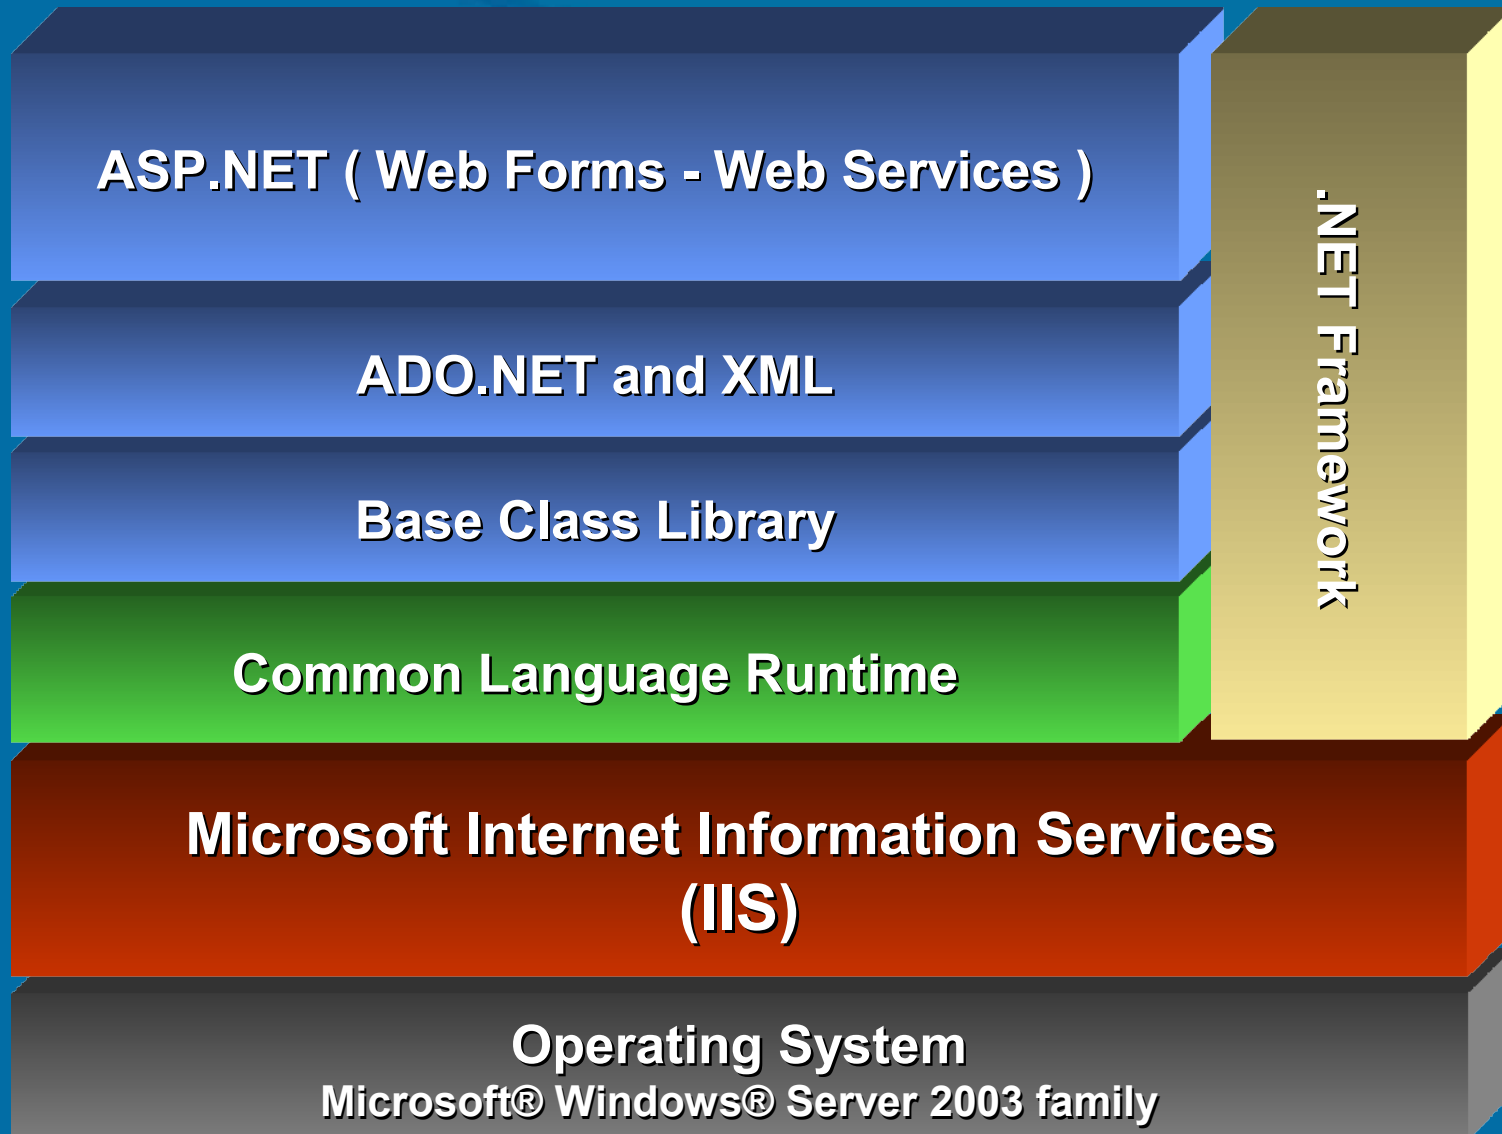 ASP.NET ( Web Forms - Web Services )
.NET Framework
ADO.NET and XML
Base Class Library
Common Language Runtime
Microsoft Internet Information Services
(IIS)
Operating System
Microsoft® Windows® Server 2003 family